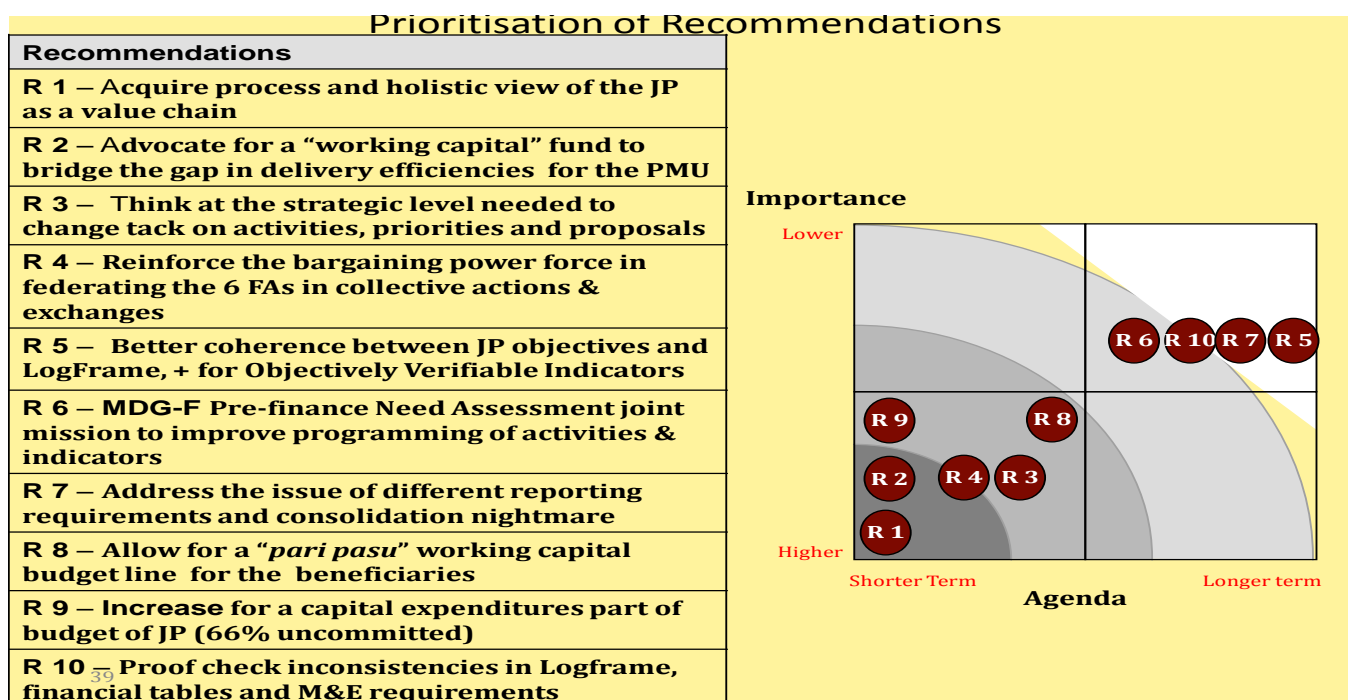 Prioritisation of Recommendations
Recommendations
R 1 – Acquire process and holistic view of the JP
as a value chain
R 2 – Advocate for a “working capital” fund to
bridge the gap in delivery efficiencies for the PMU
R 3 – Think at the strategic level needed to
change tack on activities, priorities and proposals
R 4 – Reinforce the bargaining power force in
federating the 6 FAs in collective actions &
exchanges
R 5 – Better coherence between JP objectives and
LogFrame, + for Objectively Verifiable Indicators
R 6 – MDG-F Pre-finance Need Assessment joint
mission to improve programming of activities &
indicators
R 7 – Address the issue of different reporting
requirements and consolidation nightmare
R 8 – Allow for a “pari pasu” working capital
budget line for the beneficiaries
R 9 – Increase for a capital expenditures part of
budget of JP (66% uncommitted)
R 10 – Proof check inconsistencies in Logframe,
financial tables and M&E requirements
39
Importance
Lower
R 6 R 10 R 7 R 5
R 9 R 8
R 2 R 4 R 3
R 1
Higher
Shorter Term Longer term
Agenda